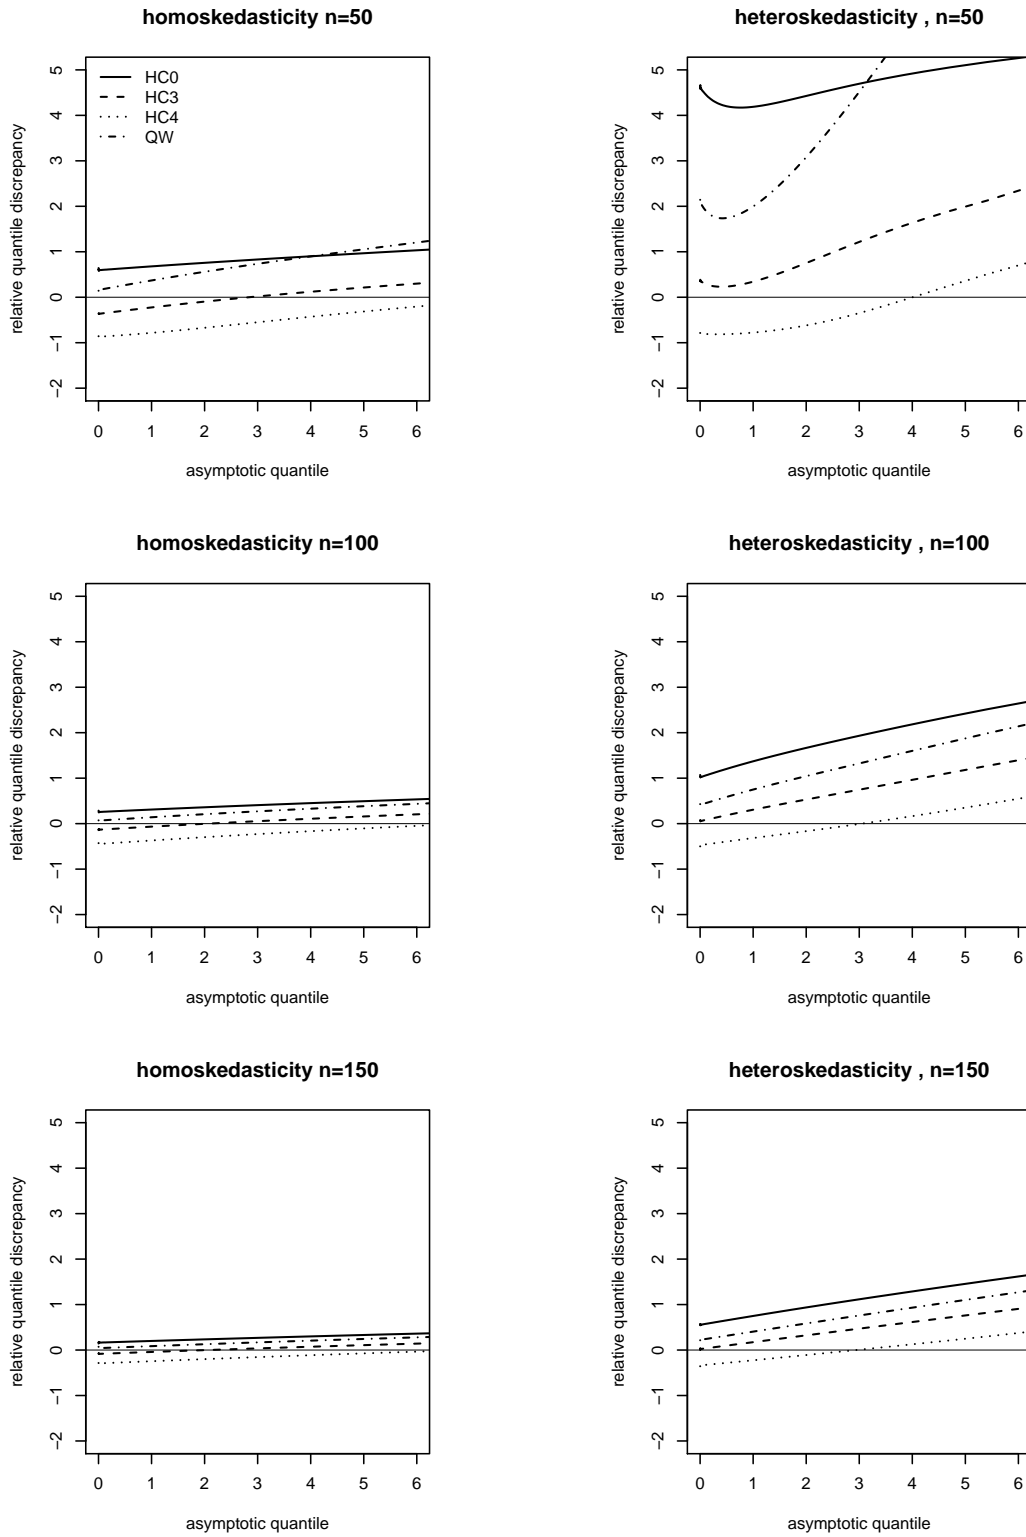 homoskedasticity n=50
relative quantile discrepancy
5
4
3
2
1
0
−1
−2
HC0
HC3
HC4
QW
0 1 2 3 4 5 6
asymptotic quantile
heteroskedasticity , n=50
relative quantile discrepancy
5
4
3
2
1
0
−1
−2
0 1 2 3 4 5 6
asymptotic quantile
homoskedasticity n=100
relative quantile discrepancy
5
4
3
2
1
0
−1
−2
0 1 2 3 4 5 6
asymptotic quantile
heteroskedasticity , n=100
relative quantile discrepancy
5
4
3
2
1
0
−1
−2
0 1 2 3 4 5 6
asymptotic quantile
homoskedasticity n=150
relative quantile discrepancy
5
4
3
2
1
0
−1
−2
0 1 2 3 4 5 6
asymptotic quantile
heteroskedasticity , n=150
relative quantile discrepancy
5
4
3
2
1
0
−1
−2
0 1 2 3 4 5 6
asymptotic quantile